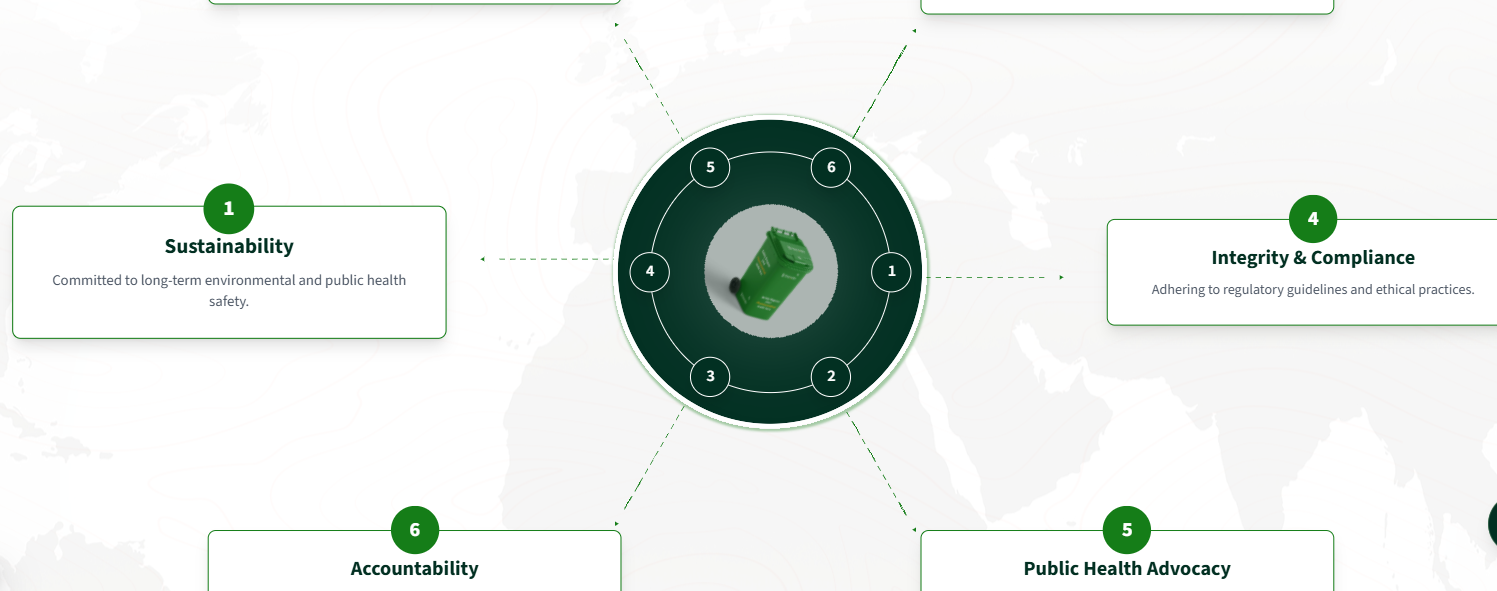 5
6
1
Sustainability
Committed to long-term environmental and public health
safety.
4
1
4
Integrity & Compliance
Adhering to regulatory guidelines and ethical practices.
3
2
6
Accountability
5
Public Health Advocacy